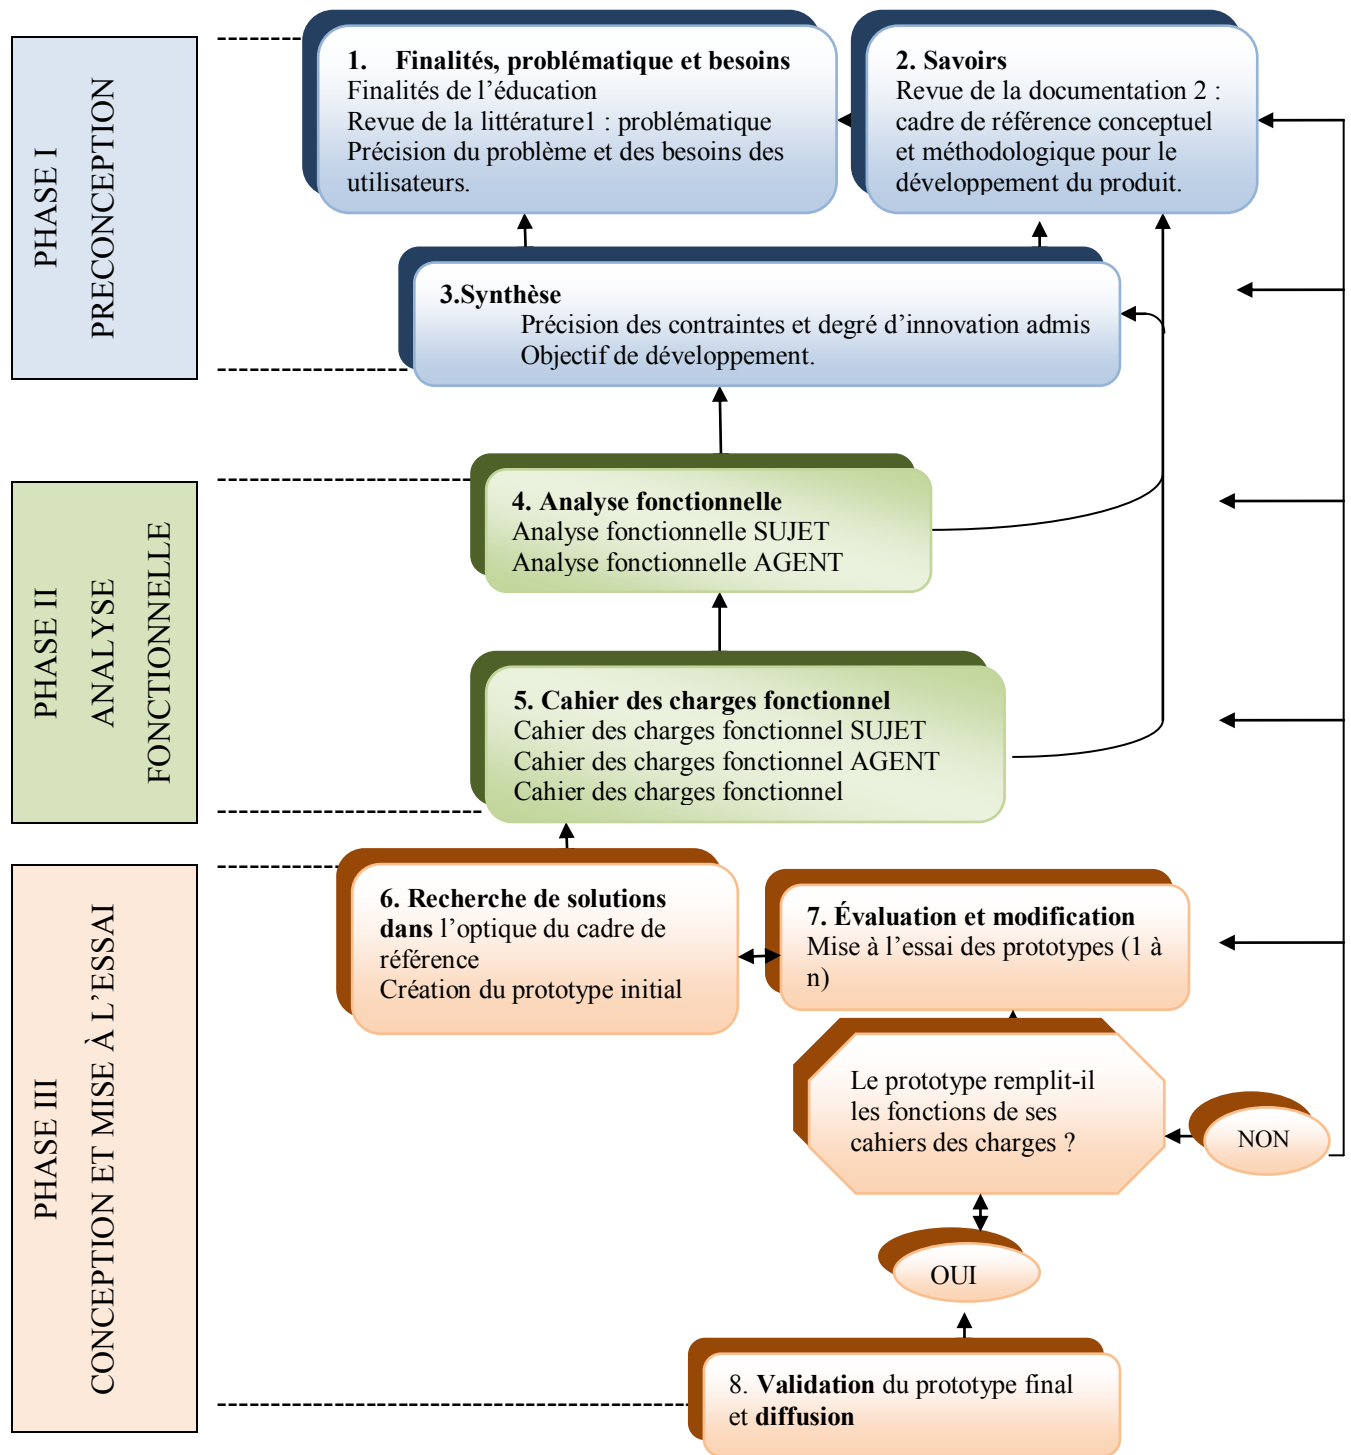 PHASE I
PRECONCEPTION
1. Finalités, problématique et besoins
Finalités de l’éducation
Revue de la littérature1 : problématique
Précision du problème et des besoins des
utilisateurs.
2. Savoirs
Revue de la documentation 2 :
cadre de référence conceptuel
et méthodologique pour le
développement du produit.
3.Synthèse
Précision des contraintes et degré d’innovation admis
Objectif de développement.
PHASE II
ANALYSE
FONCTIONNELLE
4. Analyse fonctionnelle
Analyse fonctionnelle SUJET
Analyse fonctionnelle AGENT
5. Cahier des charges fonctionnel
Cahier des charges fonctionnel SUJET
Cahier des charges fonctionnel AGENT
Cahier des charges fonctionnel
PHASE III
CONCEPTION ET MISE À L’ESSAI
6. Recherche de solutions
dans l’optique du cadre de
référence
Création du prototype initial
7. Évaluation et modification
Mise à l’essai des prototypes (1 à
n)
Le prototype remplit-il
les fonctions de ses
cahiers des charges ?
NON
OUI
8. Validation du prototype final
et diffusion